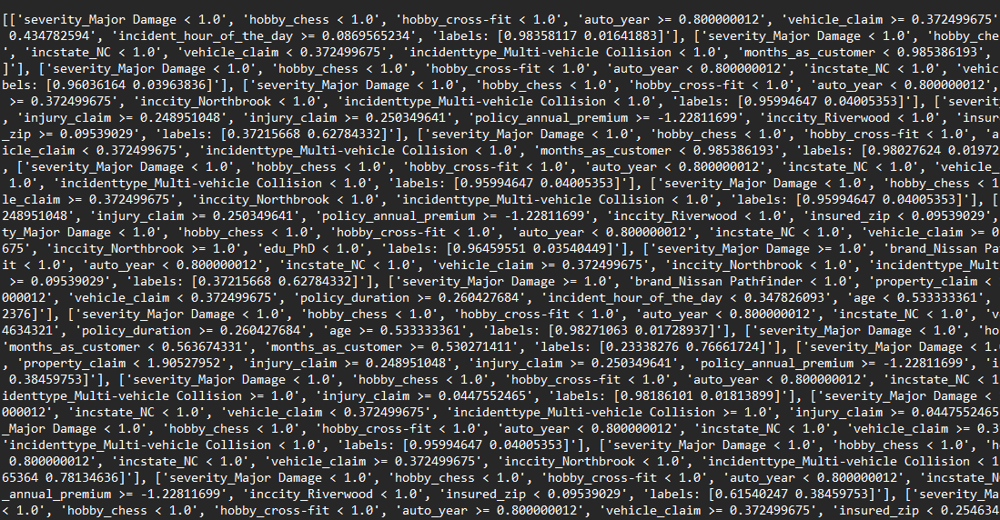 [['severity_Major Damage < 1.0', 'hobby_chess < 1.0', 'hobby_cross-fit < 1.0', 'auto_year >= 0.800000012', 'vehicle_claim >= 0.372499675'
0.434782594', 'incident_hour_of_the_day >= 0.0869565234', 'labels: [0.98358117 0.01641883]'], ['severity_Major Damage < 1.0', 'hobby_che
', 'incstate_NC < 1.0', 'vehicle_claim < 0.372499675', 'incidenttype_Multi-vehicle Collision < 1.0', 'months_as_customer < 0.985386193',
]'], ['severity_Major Damage < 1.0', 'hobby_chess < 1.0', 'hobby_cross-fit < 1.0', 'auto_year < 0.800000012', 'incstate_NC < 1.0', 'vehic
bels: [0.96036164 0.03963836]'], ['severity_Major Damage < 1.0', 'hobby_chess < 1.0', 'hobby_cross-fit < 1.0', 'auto_year < 0.800000012',
>= 0.372499675', 'inccity_Northbrook < 1.0', 'incidenttype_Multi-vehicle Collision < 1.0', 'labels: [0.95994647 0.04005353]'], ['severity
, 'injury_claim >= 0.248951048', 'injury_claim >= 0.250349641', 'policy_annual_premium >= -1.22811699', 'inccity_Riverwood < 1.0', 'insur
_zip >= 0.09539029', 'labels: [0.37215668 0.62784332]'], ['severity_Major Damage < 1.0', 'hobby_chess < 1.0', 'hobby_cross-fit < 1.0', 'a
icle_claim < 0.372499675', 'incidenttype_Multi-vehicle Collision < 1.0', 'months_as_customer < 0.985386193', 'labels: [0.98027624 0.01972
, ['severity_Major Damage < 1.0', 'hobby_chess < 1.0', 'hobby_cross-fit < 1.0', 'auto_year < 0.800000012', 'incstate_NC < 1.0', 'vehicle_
1.0', 'incidenttype_Multi-vehicle Collision < 1.0', 'labels: [0.95994647 0.04005353]'], ['severity_Major Damage < 1.0', 'hobby_chess < 1
le_claim >= 0.372499675', 'inccity_Northbrook < 1.0', 'incidenttype_Multi-vehicle Collision < 1.0', 'labels: [0.95994647 0.04005353]'], [
248951048', 'injury_claim >= 0.250349641', 'policy_annual_premium >= -1.22811699', 'inccity_Riverwood < 1.0', 'insured_zip < 0.09539029',
ty_Major Damage < 1.0', 'hobby_chess < 1.0', 'hobby_cross-fit < 1.0', 'auto_year < 0.800000012', 'incstate_NC < 1.0', 'vehicle_claim >= 0
675', 'inccity_Northbrook >= 1.0', 'edu_PhD < 1.0', 'labels: [0.96459551 0.03540449]'], ['severity_Major Damage >= 1.0', 'brand_Nissan Pa
it < 1.0', 'auto_year < 0.800000012', 'incstate_NC < 1.0', 'vehicle_claim >= 0.372499675', 'inccity_Northbrook < 1.0', 'incidenttype_Mult
>= 0.09539029', 'labels: [0.37215668 0.62784332]'], ['severity_Major Damage >= 1.0', 'brand_Nissan Pathfinder < 1.0', 'property_claim <
000012', 'vehicle_claim < 0.372499675', 'policy_duration >= 0.260427684', 'incident_hour_of_the_day < 0.347826093', 'age < 0.533333361',
2376]'], ['severity_Major Damage < 1.0', 'hobby_chess < 1.0', 'hobby_cross-fit < 1.0', 'auto_year < 0.800000012', 'incstate_NC < 1.0', 'v
4634321', 'policy_duration >= 0.260427684', 'age >= 0.533333361', 'labels: [0.98271063 0.01728937]'], ['severity_Major Damage < 1.0', 'ho
'months_as_customer < 0.563674331', 'months_as_customer >= 0.530271411', 'labels: [0.23338276 0.76661724]'], ['severity_Major Damage < 1.
, 'property_claim < 1.90527952', 'injury_claim >= 0.248951048', 'injury_claim >= 0.250349641', 'policy_annual_premium >= -1.22811699', 'i
0.38459753]'], ['severity_Major Damage < 1.0', 'hobby_chess < 1.0', 'hobby_cross-fit < 1.0', 'auto_year < 0.800000012', 'incstate_NC < 1
identtype_Multi-vehicle Collision >= 1.0', 'injury_claim >= 0.0447552465', 'labels: [0.98186101 0.01813899]'], ['severity_Major Damage <
000012', 'incstate_NC < 1.0', 'vehicle_claim < 0.372499675', 'incidenttype_Multi-vehicle Collision >= 1.0', 'injury_claim >= 0.0447552465
_Major Damage < 1.0', 'hobby_chess < 1.0', 'hobby_cross-fit < 1.0', 'auto_year < 0.800000012', 'incstate_NC < 1.0', 'vehicle_claim >= 0.3
'incidenttype_Multi-vehicle Collision < 1.0', 'labels: [0.95994647 0.04005353]'], ['severity_Major Damage < 1.0', 'hobby_chess < 1.0', 'h
0.800000012', 'incstate_NC < 1.0', 'vehicle_claim >= 0.372499675', 'inccity_Northbrook < 1.0', 'incidenttype_Multi-vehicle Collision < 1.0
65364 0.78134636]'], ['severity_Major Damage < 1.0', 'hobby_chess < 1.0', 'hobby_cross-fit < 1.0', 'auto_year < 0.800000012', 'incstate_N
_annual_premium >= -1.22811699', 'inccity_Riverwood < 1.0', 'insured_zip < 0.09539029', 'labels: [0.61540247 0.38459753]'], ['severity_Ma
< 1.0', 'hobby_chess < 1.0', 'hobby_cross-fit < 1.0', 'auto_year >= 0.800000012', 'vehicle_claim >= 0.372499675', 'insured_zip < 0.254634